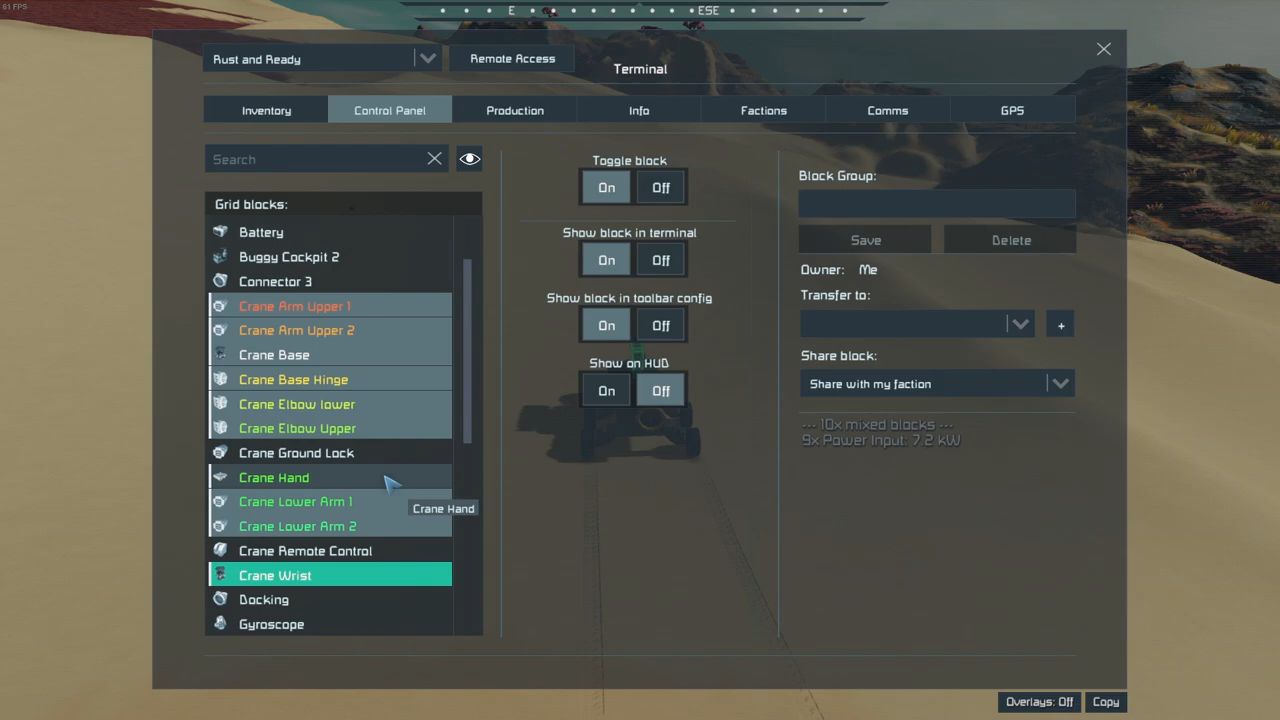 61 FPS
E ESE
Rust and Ready
Remote Access
Terminal
Inventory
Control Panel
Production
Info
Factions
Comms
GPS
Search
Grid blocks:
Battery
Buggy Cockpit 2
Connector 3
Crane Arm Upper 1
Crane Arm Upper 2
Crane Base
Crane Base Hinge
Crane Elbow lower
Crane Elbow Upper
Crane Ground Lock
Crane Hand
Crane Lower Arm 1
Crane Lower Arm 2
Crane Remote Control
Crane Wrist
Docking
Gyroscope
Crane Hand
Toggle block
On Off
Show block in terminal
On Off
Show block in toolbar config
On Off
Show on HUD
On Off
Block Group:
Save Delete
Owner: Me
Transfer to:
+
Share block:
Share with my faction
--- 10x mixed blocks ---
9x Power Input: 7.2 kW
Overlays: Off
Copy